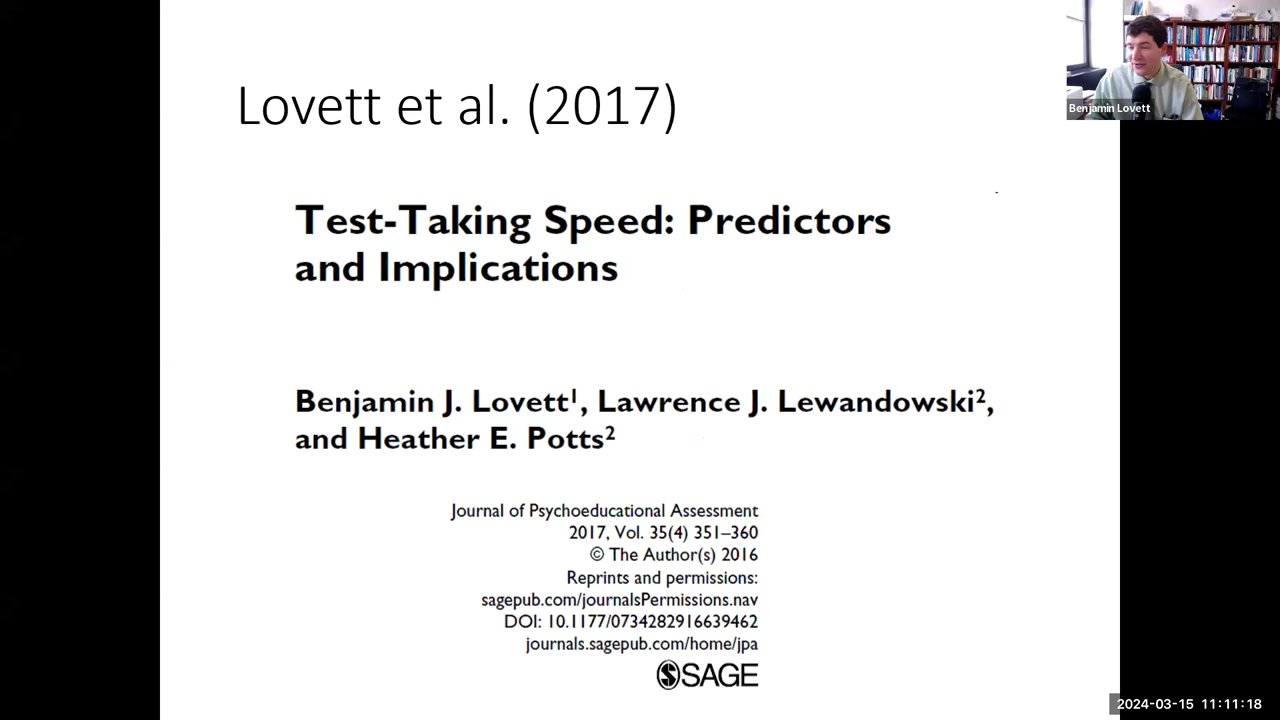 Lovett et al. (2017)
Benjamin Lovett
Test-Taking Speed: Predictors
and Implications
Benjamin J. Lovett¹, Lawrence J. Lewandowski²,
and Heather E. Potts²
Journal of Psychoeducational Assessment
2017, Vol. 35(4) 351–360
© The Author(s) 2016
Reprints and permissions:
sagepub.com/journalsPermissions.nav
DOI: 10.1177/0734282916639462
journals.sagepub.com/home/jpa
SAGE
2024-03-15 11:11:18